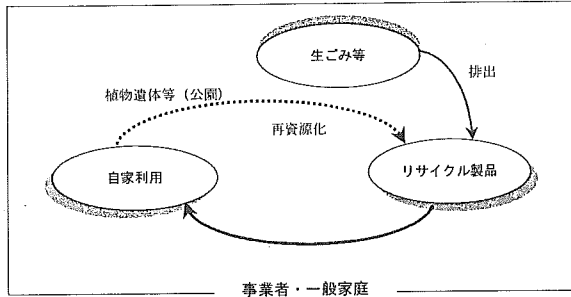 生ごみ等
排出
植物遺体等（公園）
再資源化
自家利用
リサイクル製品
事業者・一般家庭